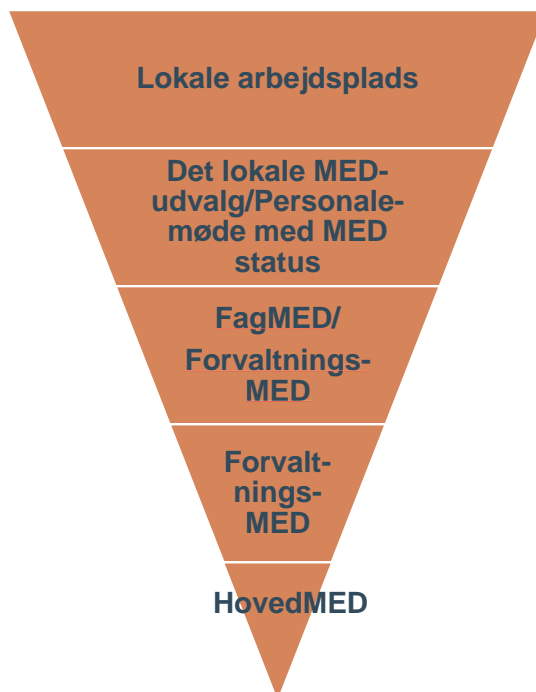 Lokale arbejdsplads
Det lokale MED-
udvalg/Personale-
møde med MED
status
FagMED/
Forvaltnings-
MED
Forvalt-
nings-
MED
HovedMED